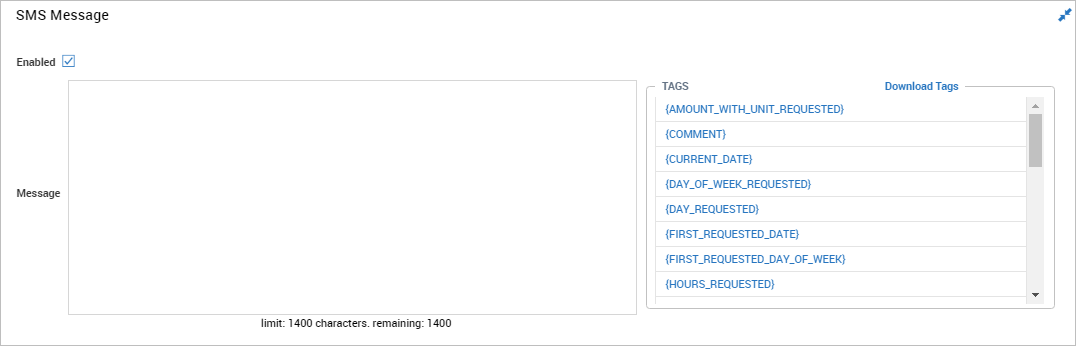 SMS Message
Enabled
Message
limit: 1400 characters. remaining: 1400
TAGS
Download Tags
{AMOUNT_WITH_UNIT_REQUESTED}
{COMMENT}
{CURRENT_DATE}
{DAY_OF_WEEK_REQUESTED}
{DAY_REQUESTED}
{FIRST_REQUESTED_DATE}
{FIRST_REQUESTED_DAY_OF_WEEK}
{HOURS_REQUESTED}